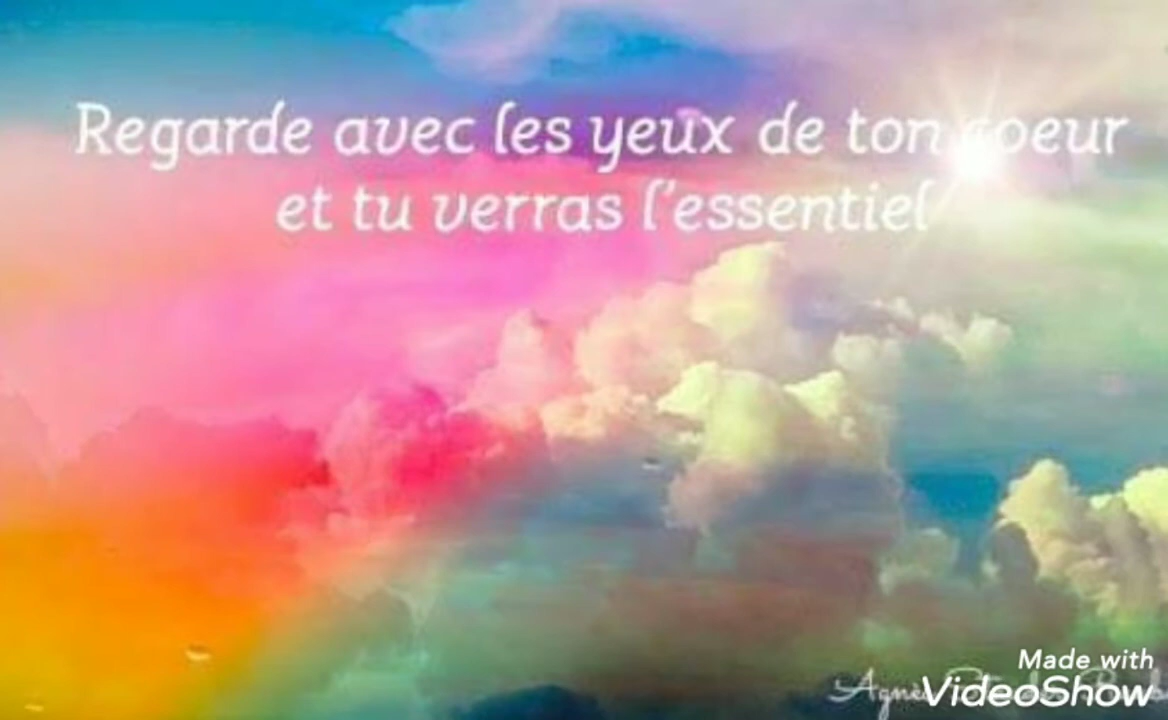 Regarde avec les yeux de ton coeur
et tu verras l'essentiel
Made with
VideoShow